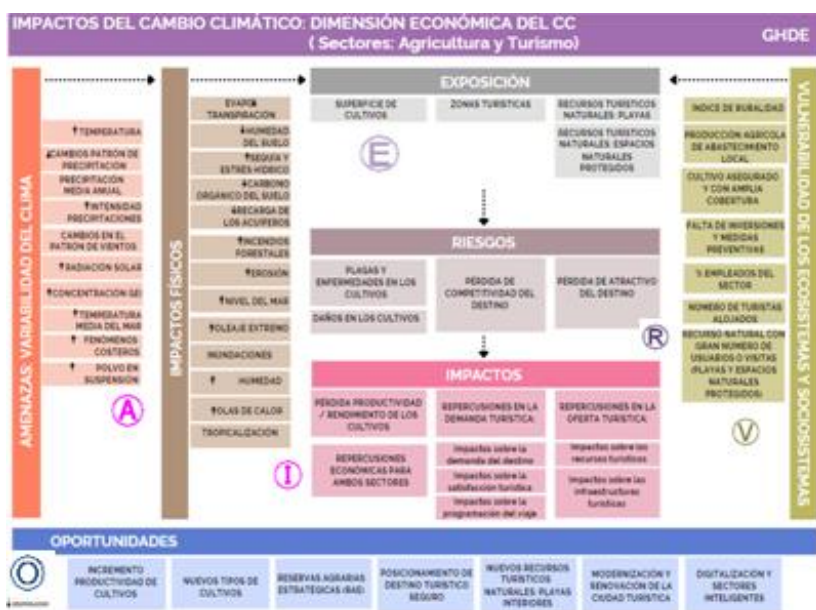 IMPACTOS DEL CAMBIO CLIMÁTICO: DIMENSIÓN ECONÓMICA DEL CC
( Sectores: Agricultura y Turismo)
GHDE
AMENAZAS: VARIABILIDAD DEL CLIMA
↑TEMPERATURA
CAMBIOS PATRÓN DE
PRECIPITACIÓN
PRECIPITACIÓN
MEDIA ANUAL
↑INTENSIDAD
PRECIPITACIONES
CAMBIOS EN EL
PATRÓN DE VIENTOS
↑RADIACIÓN SOLAR
↑CONCENTRACIÓN GEI
↑TEMPERATURA
MEDIA DEL MAR
↑ FENÓMENOS
COSTEROS
↑ POLVO EN
SUSPENSIÓN
A
IMPACTOS FÍSICOS
EVAPO
TRANSPIRACIÓN
HUMEDAD
DEL SUELO
↑SEQUÍA Y
ESTRÉS HÍDRICO
CARBONO
ORGÁNICO DEL SUELO
RECARGA DE
LOS ACUÍFEROS
↑INCENDIOS
FORESTALES
↑EROSIÓN
↑NIVEL DEL MAR
↑OLEAJE EXTREMO
INUNDACIONES
↑ HUMEDAD
↑OLAS DE CALOR
TROPICALIZACIÓN
I
EXPOSICIÓN
SUPERFICIE DE
CULTIVOS
ZONAS TURISTICAS
RECURSOS TURÍSTICOS
NATURALES: PLAYAS
RECURSOS TURÍSTICOS
NATURALES: ESPACIOS
NATURALES
PROTEGIDOS
E
RIESGOS
PLAGAS Y
ENFERMEDADES EN LOS
CULTIVOS
DAÑOS EN LOS CULTIVOS
PÉRDIDA DE
COMPETITIVIDAD DEL
DESTINO
PÉRDIDA DE ATRACTIVO
DEL DESTINO
R
IMPACTOS
PÉRDIDA PRODUCTIVIDAD
/ RENDIMIENTO DE LOS
CULTIVOS
REPERCUSIONES
ECONÓMICAS PARA
AMBOS SECTORES
REPERCUSIONES EN LA
DEMANDA TURÍSTICA:
Impactos sobre la
demanda del destino
Impactos sobre la
satisfacción turística
Impactos sobre la
programación del viaje
REPERCUSIONES EN LA
OFERTA TURÍSTICA:
Impactos sobre los
recursos turísticos
Impactos sobre las
infraestructuras
turísticas
VULNERABILIDAD DE LOS ECOSISTEMAS Y SOCIOSISTEMAS
ÍNDICE DE RURALIDAD
PRODUCCIÓN AGRÍCOLA
DE ABASTECIMIENTO
LOCAL
CULTIVO ASEGURADO
Y CON AMPLIA
COBERTURA
FALTA DE INVERSIONES
Y MEDIDAS
PREVENTIVAS
% EMPLEADOS DEL
SECTOR
NÚMERO DE TURISTAS
ALOJADOS
RECURSO NATURAL CON
GRAN NÚMERO DE
USUARIOS O VISITAS
(PLAYAS Y ESPACIOS
NATURALES
PROTEGIDOS)
V
OPORTUNIDADES
O
INCREMENTO
PRODUCTIVIDAD DE
CULTIVOS
NUEVOS TIPOS DE
CULTIVOS
RESERVAS AGRARIAS
ESTRATÉGICAS (RAE)
POSICIONAMIENTO DE
DESTINO TURÍSTICO
SEGURO
NUEVOS RECURSOS
TURÍSTICOS
NATURALES: PLAYAS
INTERIORES
MODERNIZACIÓN Y
RENOVACIÓN DE LA
CIUDAD TURÍSTICA
DIGITALIZACIÓN Y
SECTORES
INTELIGENTES